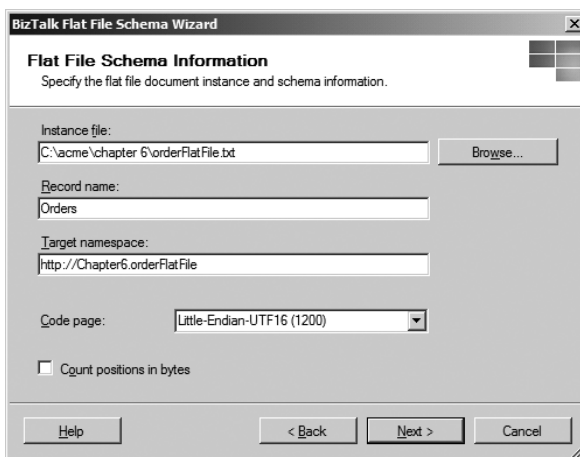 BizTalk Flat File Schema Wizard
Flat File Schema Information
Specify the flat file document instance and schema information.
Instance file:
C:\acme\chapter 6\orderFlatFile.txt
Browse...
Record name:
Orders
Target namespace:
http://Chapter6.orderFlatFile
Code page:
Little-Endian-UTF16 (1200)
Count positions in bytes
Help
< Back
Next >
Cancel